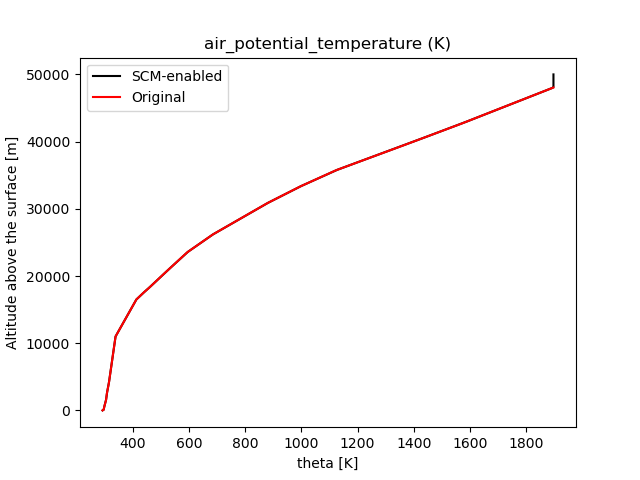 air_potential_temperature (K)
SCM-enabled
Original
Altitude above the surface [m]
50000
40000
30000
20000
10000
0
400
600
800
1000
1200
1400
1600
1800
theta [K]